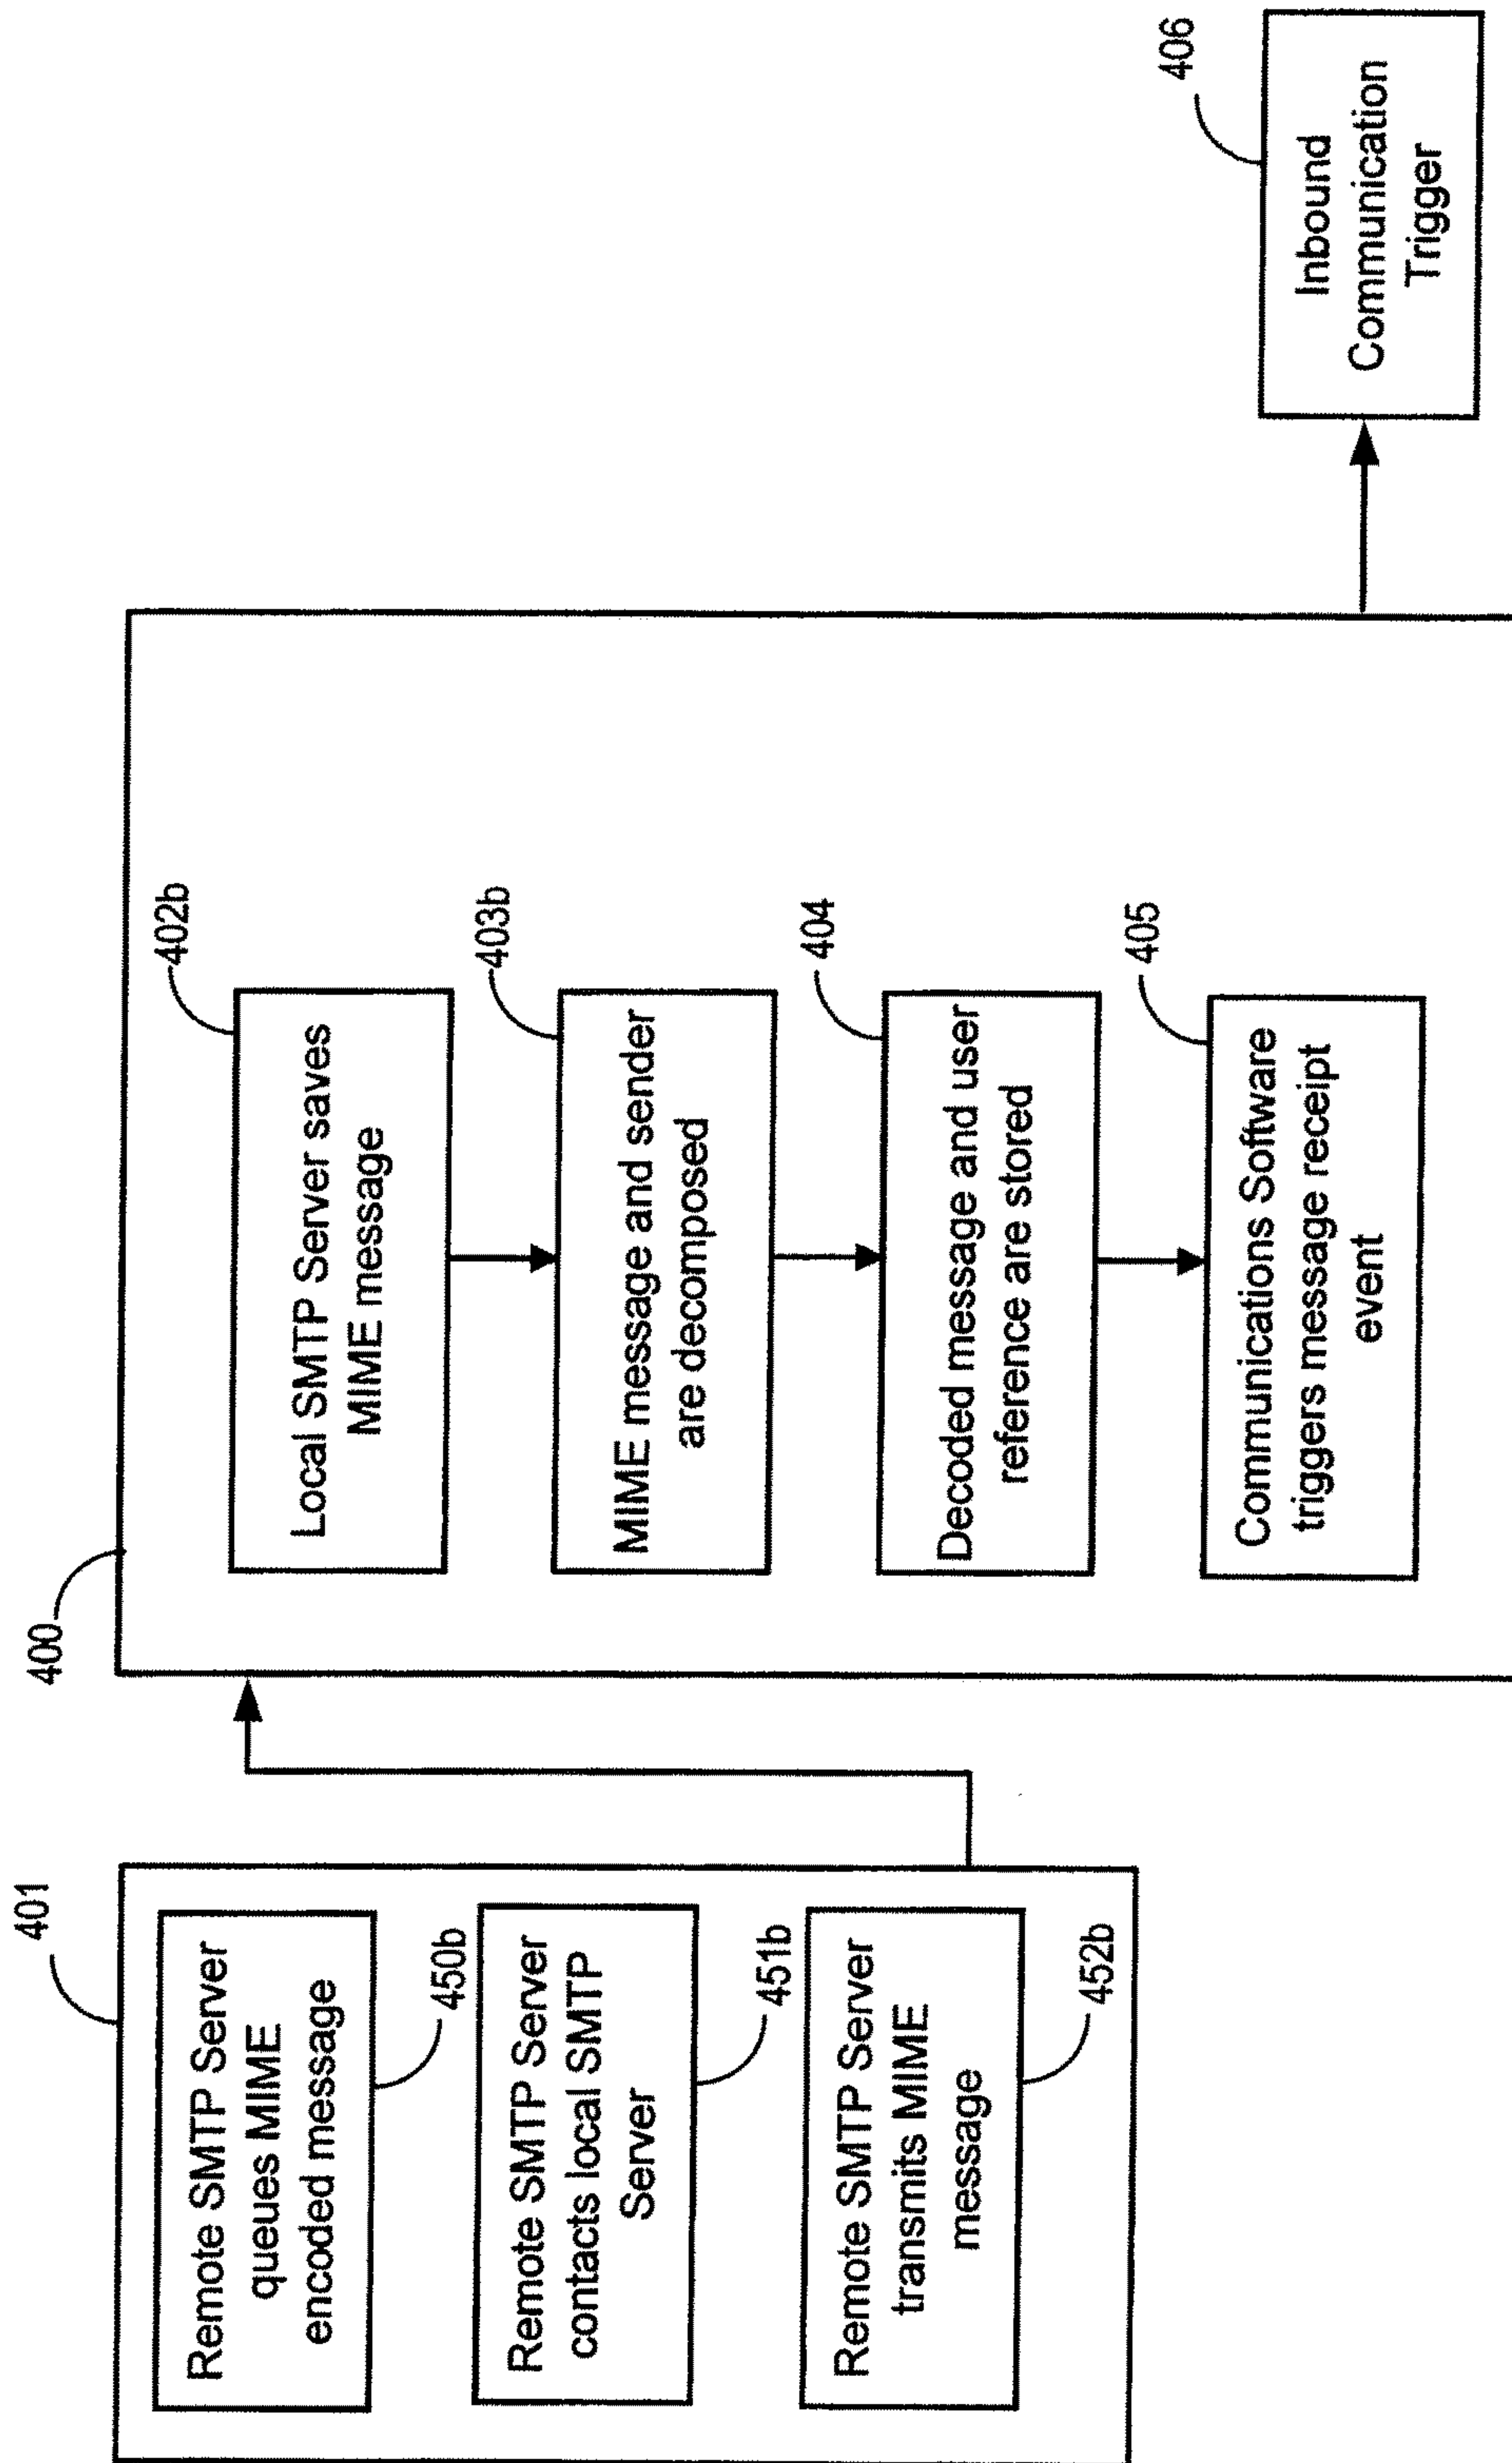 401
Remote SMTP Server
queues MIME
encoded message
450b
Remote SMTP Server
contacts local SMTP
Server
451b
Remote SMTP Server
transmits MIME
message
452b
400
Local SMTP Server saves
MIME message
402b
MIME message and sender
are decomposed
403b
Decoded message and user
reference are stored
404
Communications Software
triggers message receipt
event
405
406
Inbound
Communication
Trigger